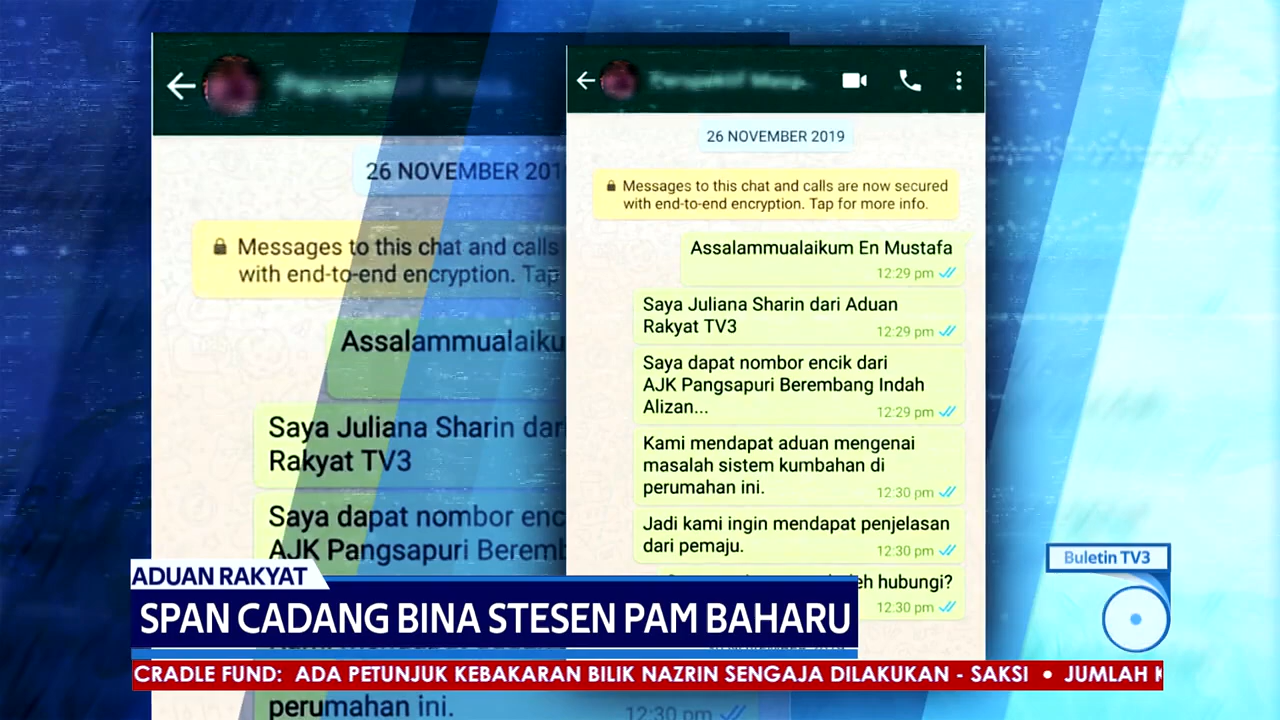 26 NOVEMBER 201
Messages to this chat and calls
with end-to-end encryption. Tap
Assalammualaiku
Saya Juliana Sharin dar
Rakyat TV3
Saya dapat nombor enc
AJK Pangsapuri Beremb
perumahan ini.
12:30 pm
26 NOVEMBER 2019
Messages to this chat and calls are now secured
with end-to-end encryption. Tap for more info.
Assalammualaikum En Mustafa
12:29 pm
Saya Juliana Sharin dari Aduan
Rakyat TV3
12:29 pm
Saya dapat nombor encik dari
AJK Pangsapuri Berembang Indah
Alizan...
12:29 pm
Kami mendapat aduan mengenai
masalah sistem kumbahan di
perumahan ini.
12:30 pm
Jadi kami ingin mendapat penjelasan
dari pemaju.
12:30 pm
eh hubungi?
12:30 pm
Buletin TV3
ADUAN RAKYAT
SPAN CADANG BINA STESEN PAM BAHARU
CRADLE FUND: ADA PETUNJUK KEBAKARAN BILIK NAZRIN SENGAJA DILAKUKAN - SAKSI • JUMLAH K